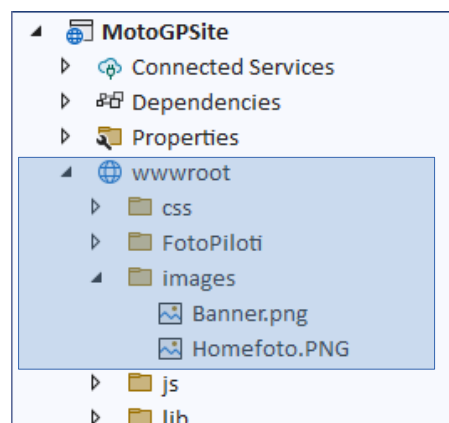 MotoGPSite
Connected Services
Dependencies
Properties
wwwroot
css
FotoPiloti
images
Banner.png
Homefoto.PNG
js
lib